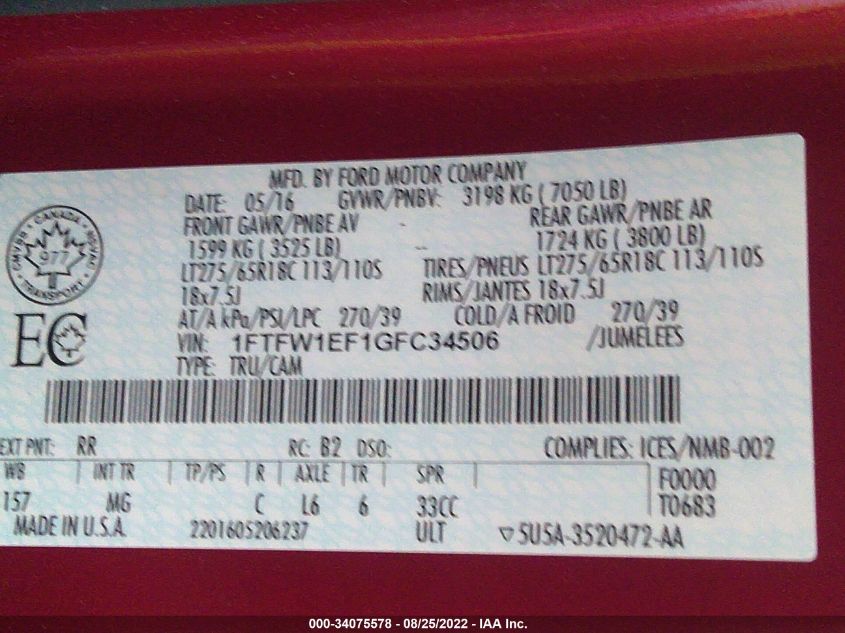 MFD. BY FORD MOTOR COMPANY
DATE: 05/16 GVWR/PNBV: 3198 KG ( 7050 LB)
FRONT GAWR/PNBE AV REAR GAWR/PNBE AR
1599 KG ( 3525 LB) 1724 KG ( 3800 LB)
LT275/65R18C 113/110S TIRES/PNEUS LT275/65R18C 113/110S
18x7.5J RIMS/JANTES 18x7.5J
AT/A kPa/PSI/LPC 270/39 COLD/A FROID 270/39
VIN: 1FTFW1EF1GFC34506 /JUMELEES
TYPE: TRU/CAM
CANADA
977
TRANSPORT
EC
EXT PNT: RR RC: B2 DSO: COMPLIES: ICES/NMB-002
WB INT TR TP/PS R AXLE TR SPR F0000
157 MG C L6 6 33CC T0683
MADE IN U.S.A. 2201605206237 ULT 5U5A-3520472-AA
000-34075578 - 08/25/2022 - IAA Inc.